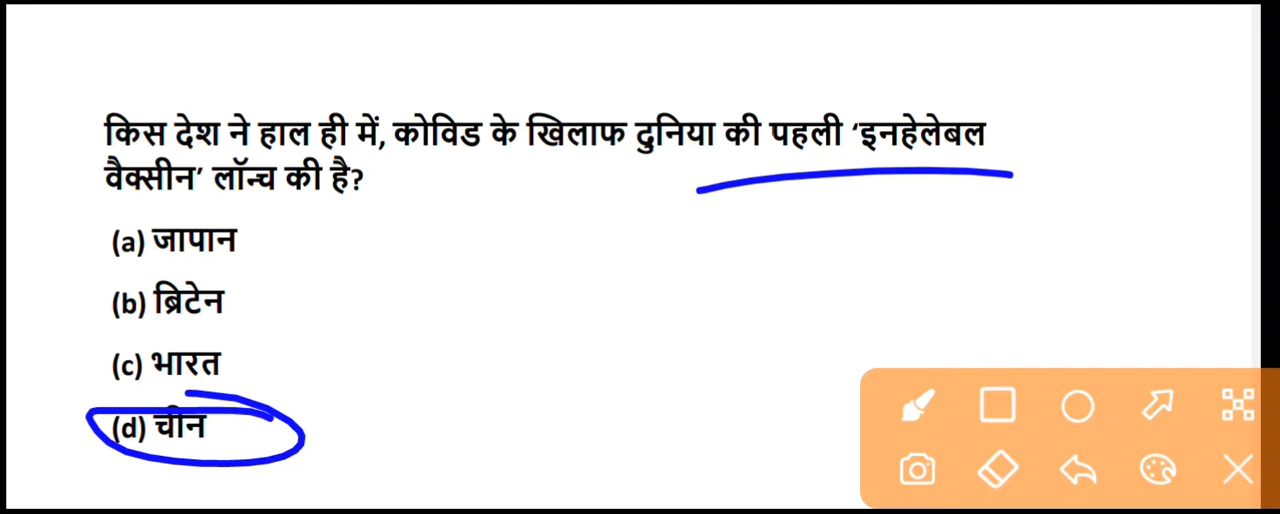 किस देश ने हाल ही में, कोविड के खिलाफ दुनिया की पहली ‘इनहेलेबल
वैक्सीन’ लॉन्च की है?
(a) जापान
(b) ब्रिटेन
(c) भारत
(d) चीन